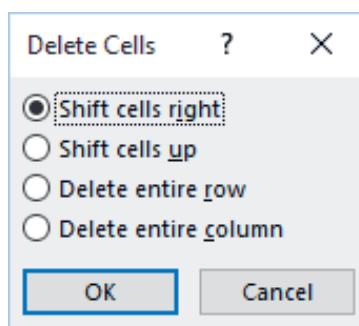 Delete Cells ? X
Shift cells right
Shift cells up
Delete entire row
Delete entire column
OK Cancel